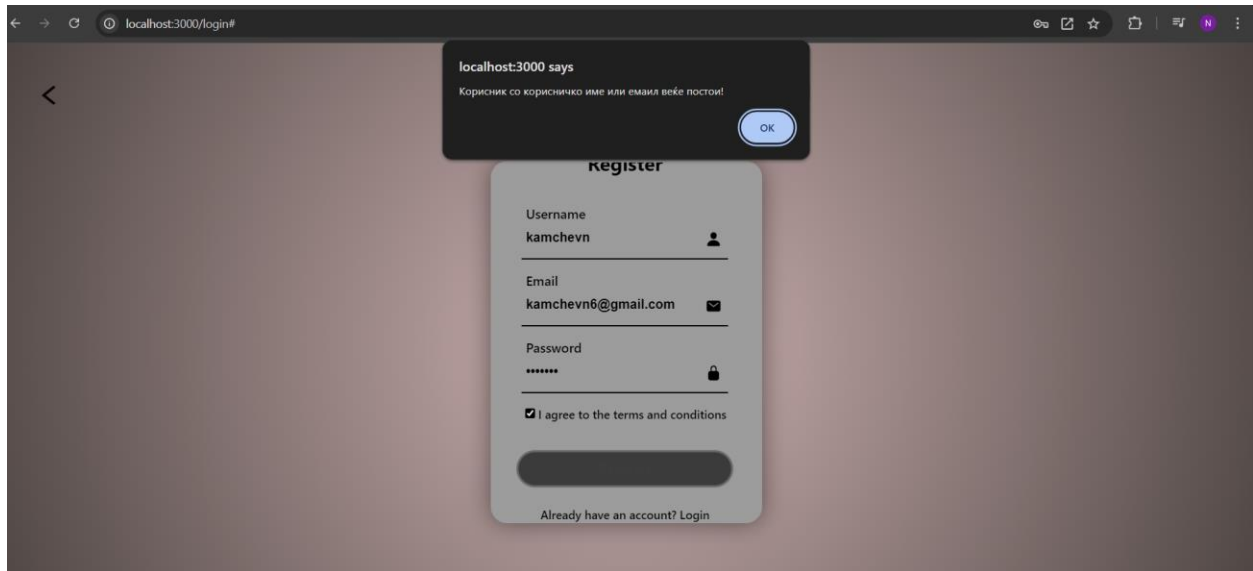 localhost:3000/login#
N
localhost:3000 says
Корисник со корисничко име или емаил веќе постои!
OK
Register
Username
kamchevn
Email
kamchevn6@gmail.com
Password
•••••••
I agree to the terms and conditions
Already have an account? Login